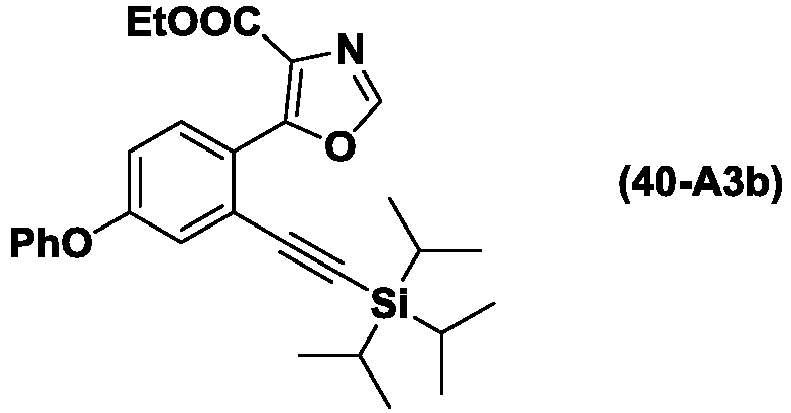 EtOOC
N
O
(40-A3b)
PhO
Si